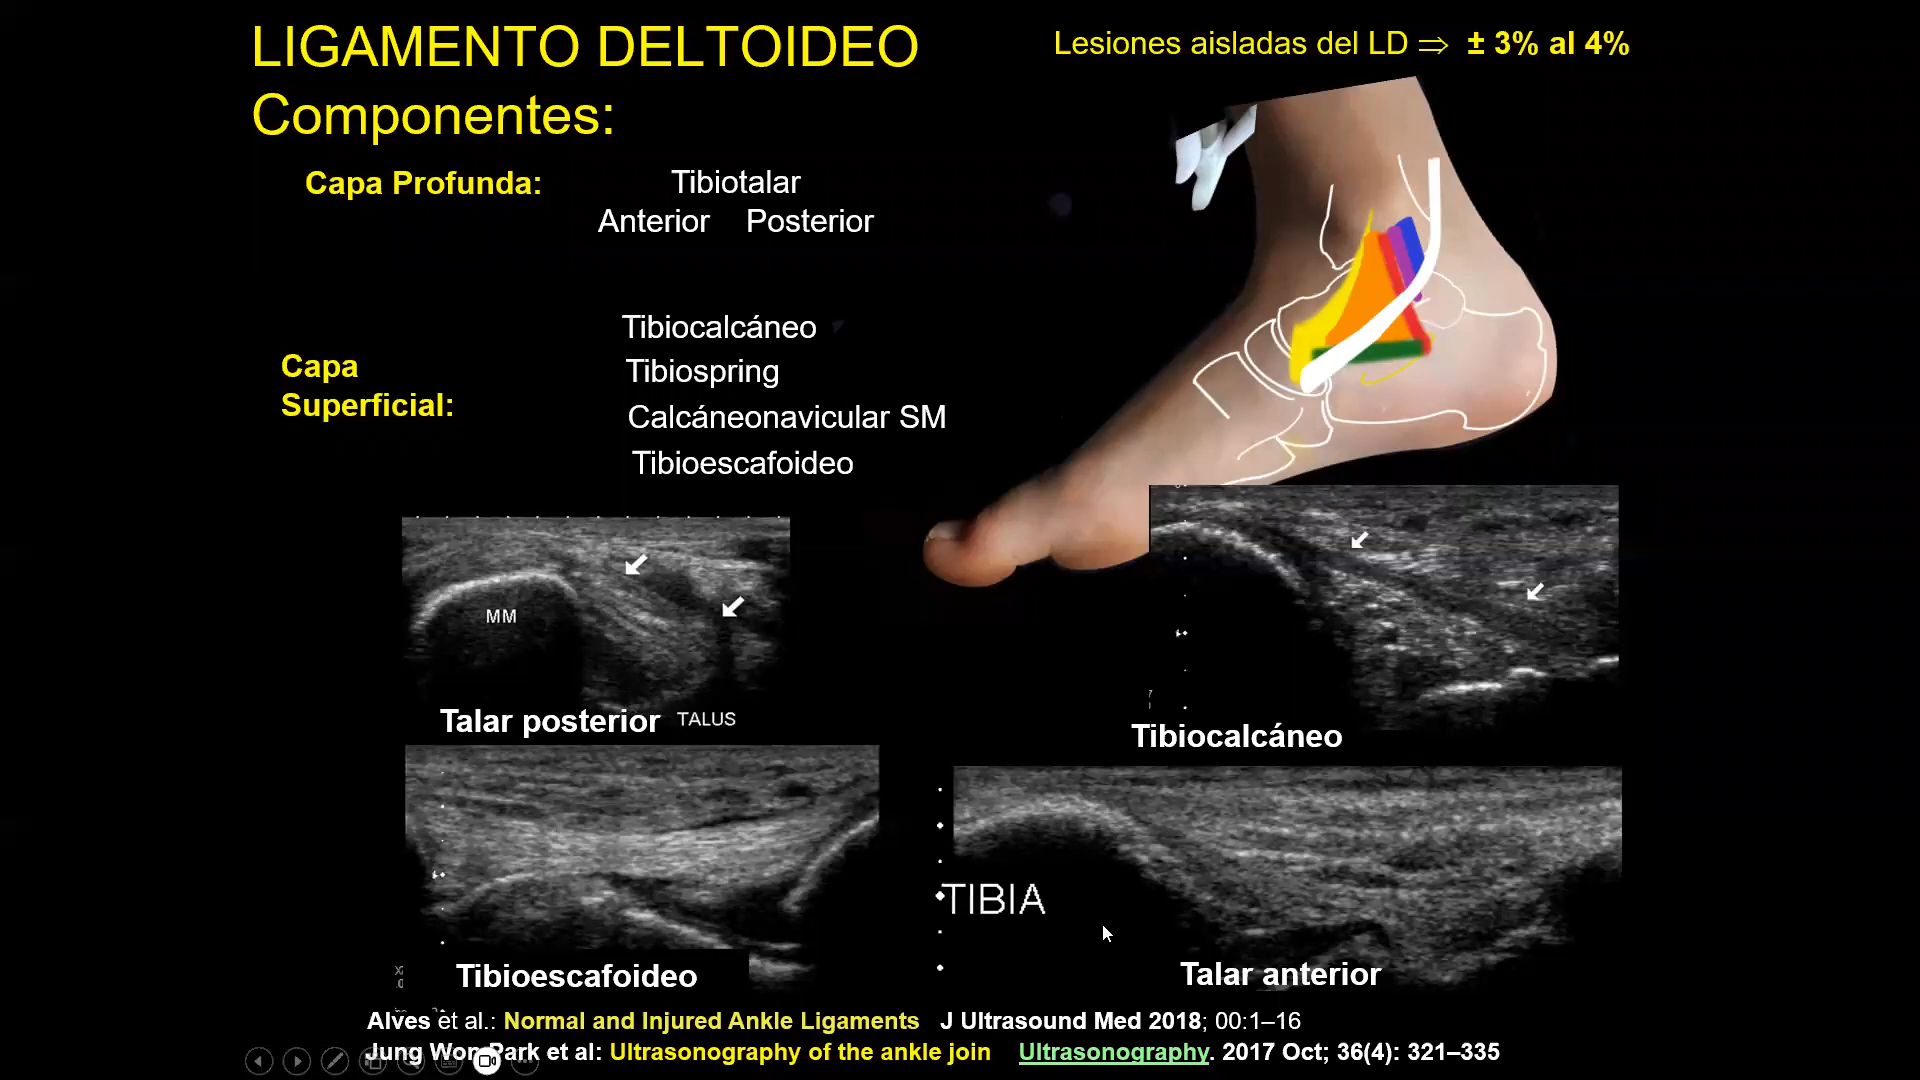 LIGAMENTO DELTOIDEO
Componentes:
Lesiones aisladas del LD ⇒ ± 3% al 4%
Capa Profunda:
Tibiotalar
Anterior Posterior
Capa
Superficial:
Tibiocalcáneo
Tibiospring
Calcáneonavicular SM
Tibioescafoideo
MM
Talar posterior
TALUS
Tibiocalcáneo
TIBIA
Tibioescafoideo
Talar anterior
Alves et al.: Normal and Injured Ankle Ligaments J Ultrasound Med 2018; 00:1–16
Jung Won Park et al: Ultrasonography of the ankle join Ultrasonography. 2017 Oct; 36(4): 321–335